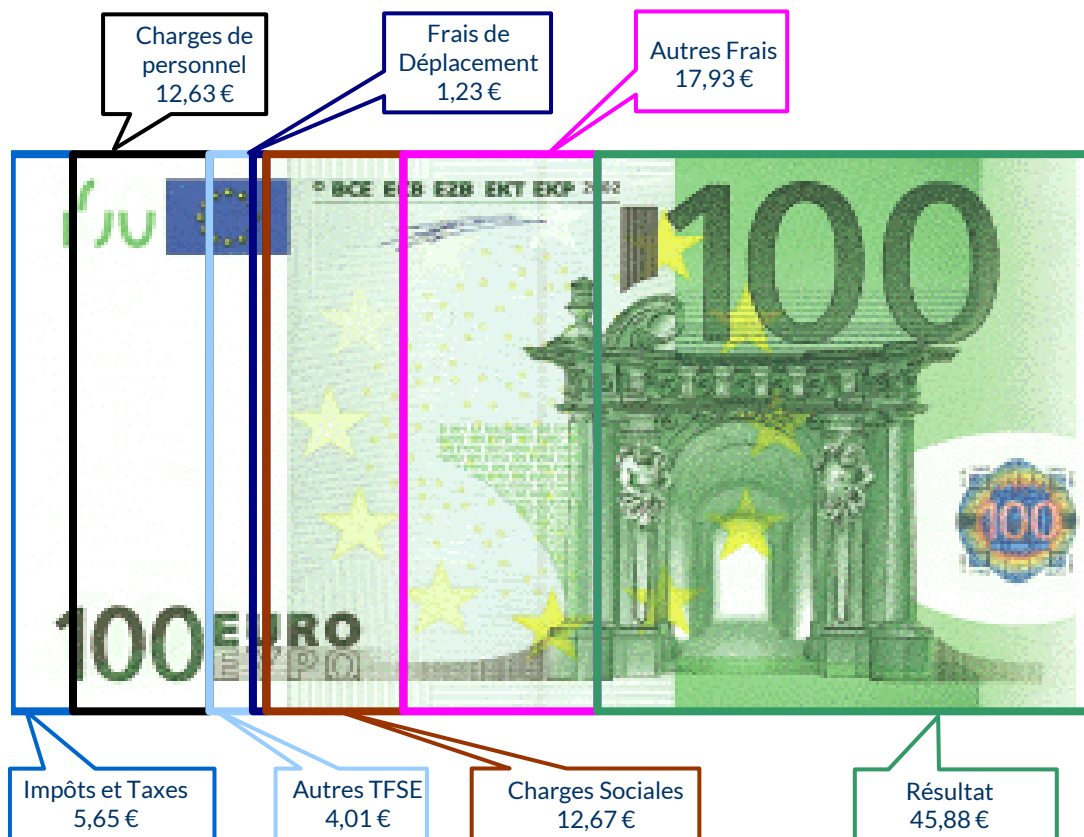 Charges de
personnel
12,63 €
Frais de
Déplacement
1,23 €
Autres Frais
17,93 €
BCE ECB EZB EKT EKP 2002
100
100
100 EURO
ΕΥΡΩ
Impôts et Taxes
5,65 €
Autres TFSE
4,01 €
Charges Sociales
12,67 €
Résultat
45,88 €